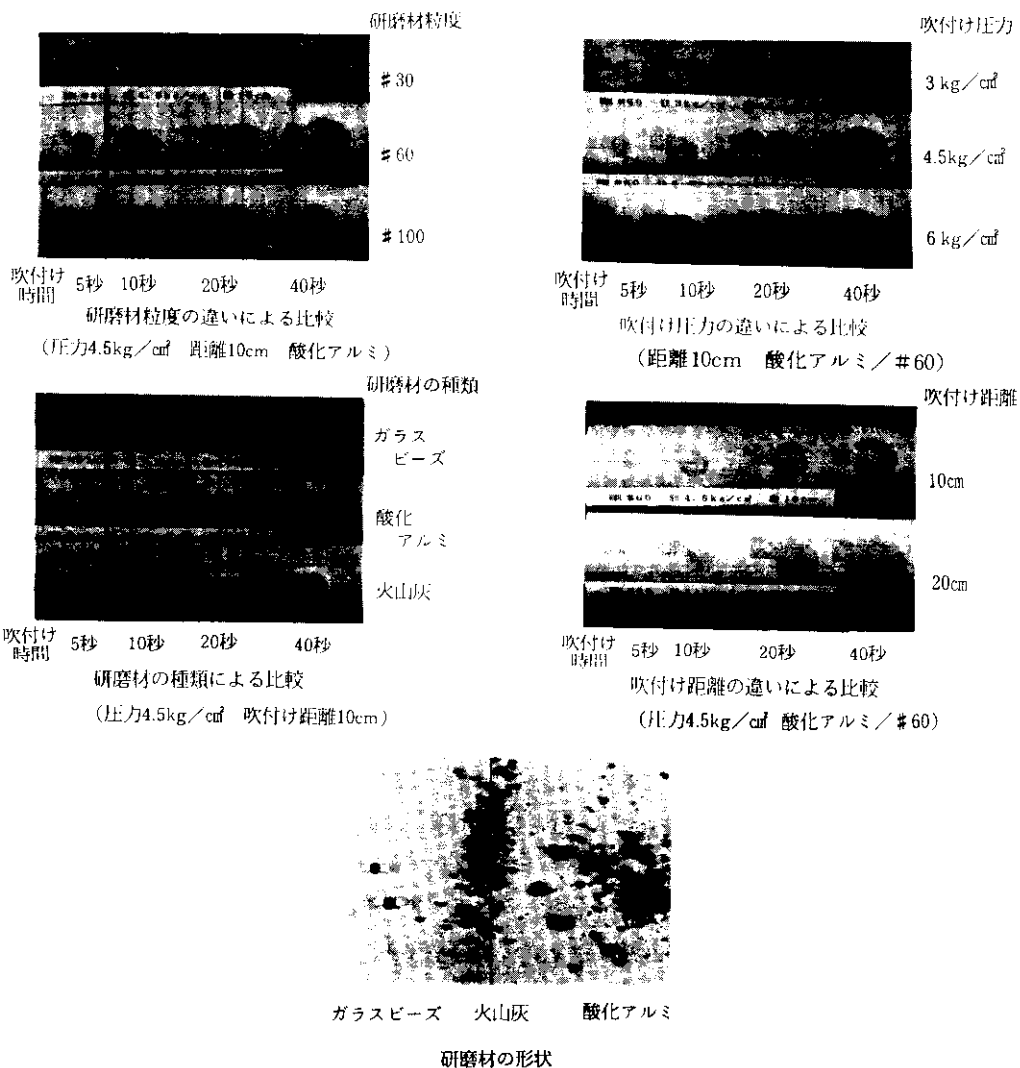 研磨材粒度
#30
#60
#100
吹付け時間 5秒 10秒 20秒 40秒
研磨材粒度の違いによる比較
(圧力4.5kg/c㎡ 距離10cm 酸化アルミ)
吹付け圧力
3kg/c㎡
4.5kg/c㎡
6kg/c㎡
吹付け時間 5秒 10秒 20秒 40秒
吹付け圧力の違いによる比較
(距離10cm 酸化アルミ/#60)
研磨材の種類
ガラス
ビーズ
酸化
アルミ
火山灰
吹付け時間 5秒 10秒 20秒 40秒
研磨材の種類による比較
(圧力4.5kg/c㎡ 吹付け距離10cm)
吹付け距離
10cm
4.5kg/c㎡
20cm
吹付け時間 5秒 10秒 20秒 40秒
吹付け距離の違いによる比較
(圧力4.5kg/c㎡ 酸化アルミ/#60)
ガラスビーズ 火山灰 酸化アルミ
研磨材の形状